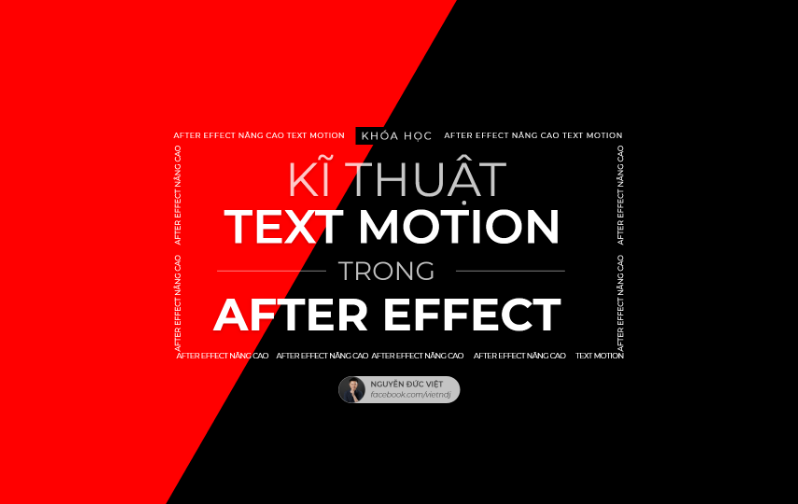 AFTER EFFECT NÂNG CAO TEXT MOTION
KHÓA HỌC
AFTER EFFECT NÂNG CAO TEXT MOTION
AFTER EFFECT NÂNG CAO
AFTER EFFECT NÂNG CAO
KĨ THUẬT
TEXT MOTION
TRONG
AFTER EFFECT
AFTER EFFECT NÂNG CAO
AFTER EFFECT NÂNG CAO
AFTER EFFECT NÂNG CAO AFTER EFFECT NÂNG CAO AFTER EFFECT NÂNG CAO AFTER EFFECT NÂNG CAO TEXT MOTION
NGUYỄN ĐỨC VIỆT
facebook.com/vietndj